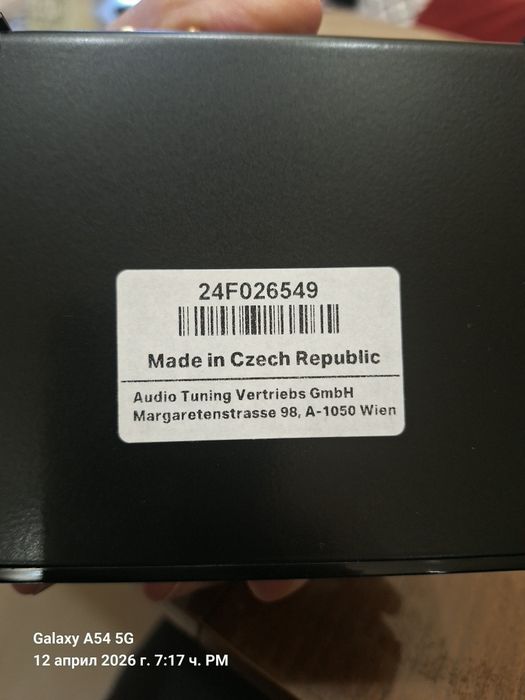 24F026549
Made in Czech Republic
Audio Tuning Vertriebs GmbH
Margaretenstrasse 98, A-1050 Wien
Galaxy A54 5G
12 април 2026 г. 7:17 ч. PM